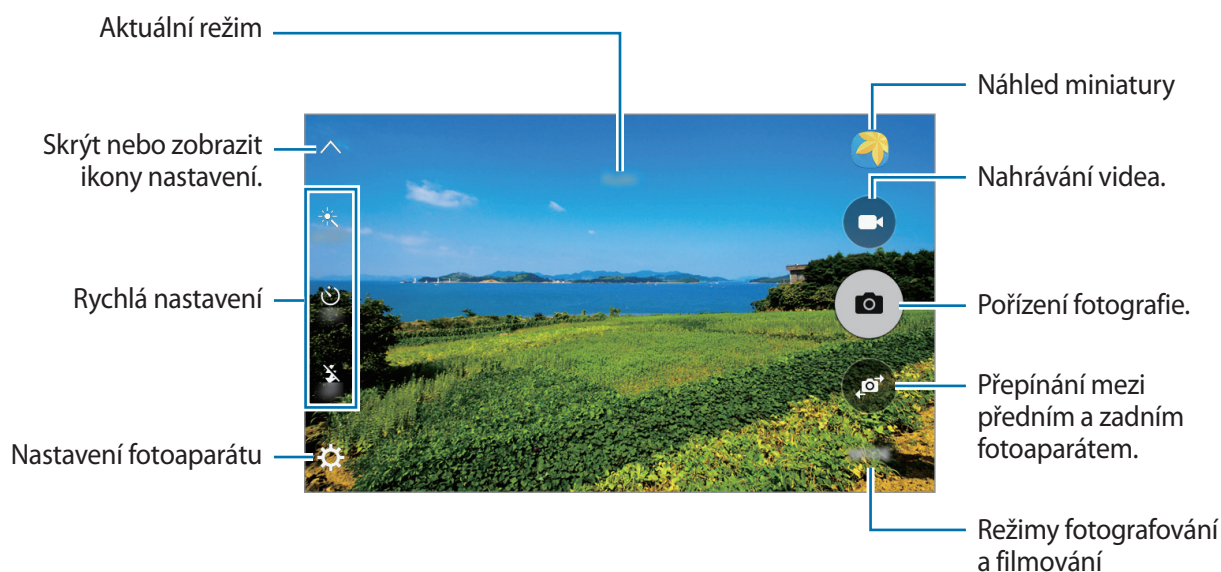 Aktuální režim
Skrýt nebo zobrazit
ikony nastavení.
Rychlá nastavení
Nastavení fotoaparátu
Náhled miniatury
Nahrávání videa.
Pořízení fotografie.
Přepínání mezi
předním a zadním
fotoaparátem.
Režimy fotografování
a filmování